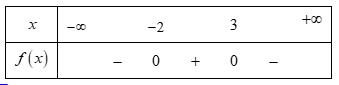 x −∞ −2 3 +∞
f(x) − 0 + 0 −